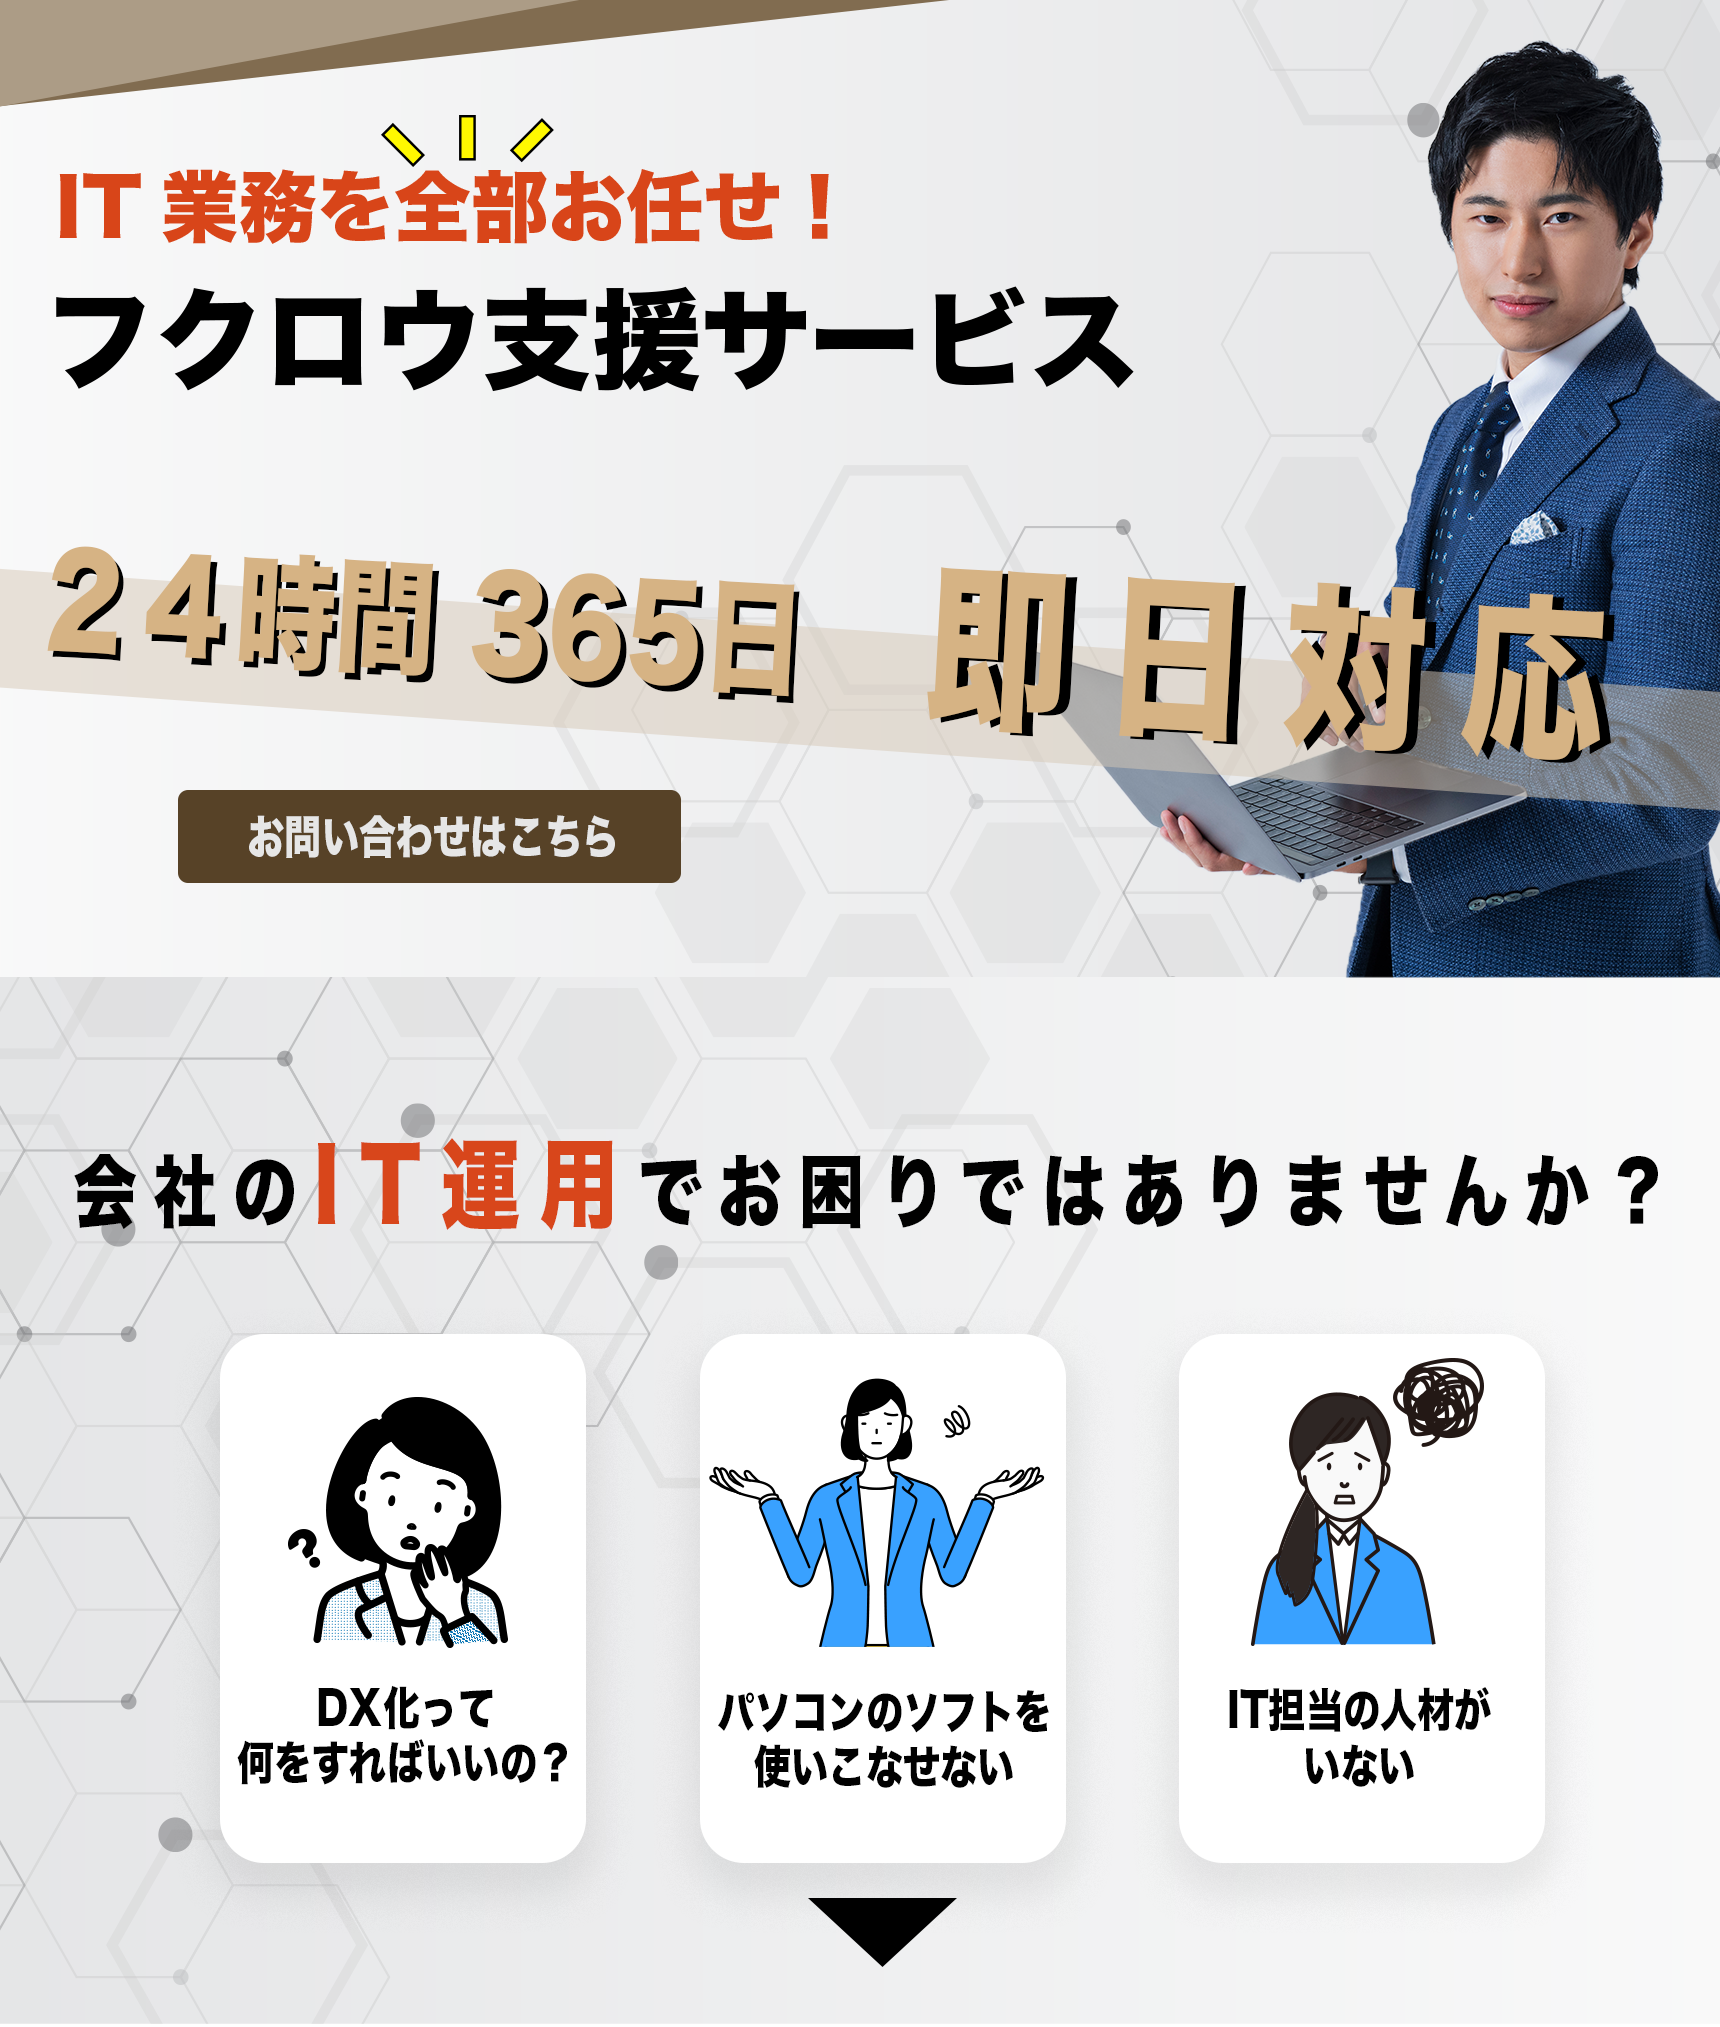 IT 業務を全部お任せ！
フクロウ支援サービス
２４時間 365日 即日対応
お問い合わせはこちら
会社のIT運用でお困りではありませんか？
DX化って
何をすればいいの？
パソコンのソフトを
使いこなせない
IT担当の人材が
いない